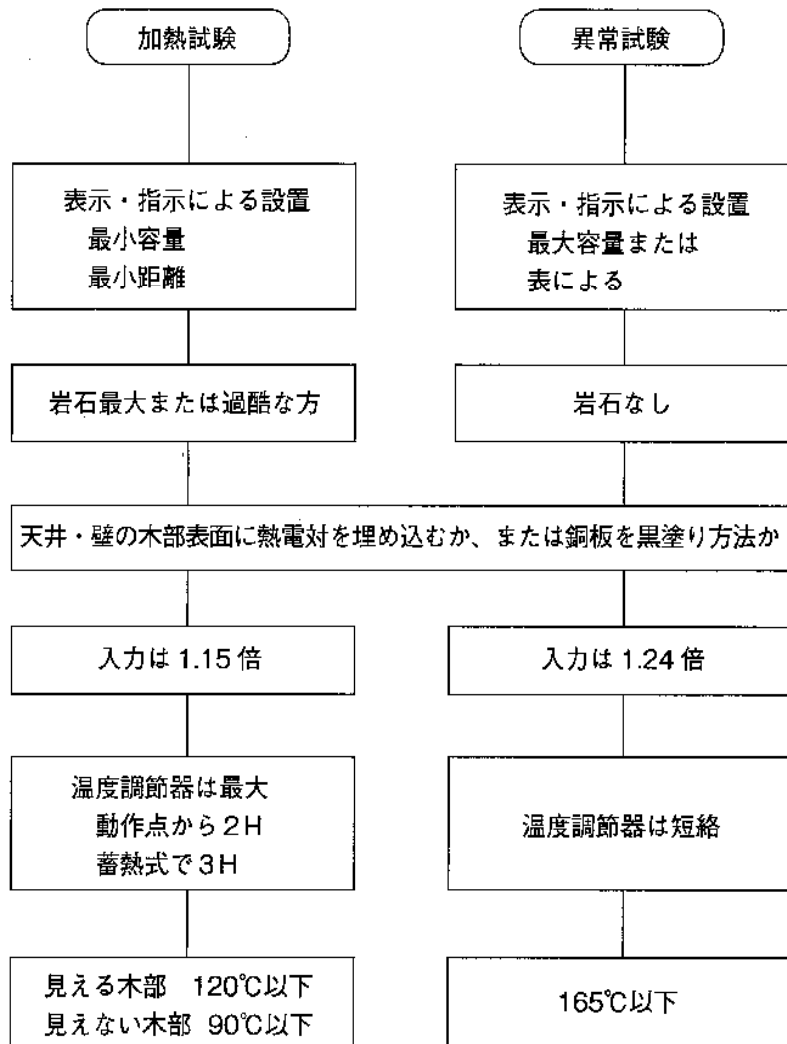 加熱試験
異常試験
表示・指示による設置
最小容量
最小距離
表示・指示による設置
最大容量または
表による
岩石最大または過酷な方
岩石なし
天井・壁の木部表面に熱電対を埋め込むか、または銅板を黒塗り方法か
入力は 1.15 倍
入力は 1.24 倍
温度調節器は最大
動作点から 2H
蓄熱式で 3H
温度調節器は短絡
見える木部 120℃以下
見えない木部 90℃以下
165℃以下